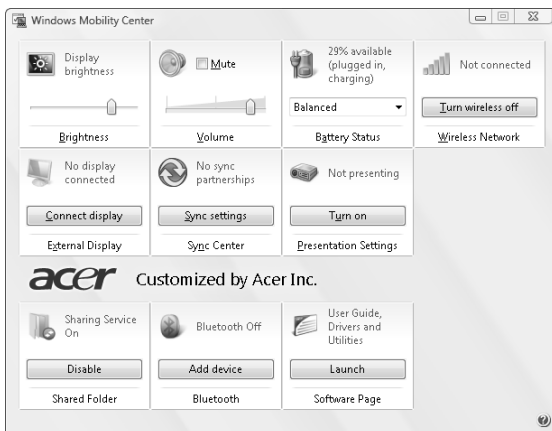 Windows Mobility Center
Display
brightness
Brightness
Mute
Volume
29% available
(plugged in,
charging)
Balanced
Battery Status
Not connected
Turn wireless off
Wireless Network
No display
connected
Connect display
External Display
No sync
partnerships
Sync settings
Sync Center
Not presenting
Turn on
Presentation Settings
acer Customized by Acer Inc.
Sharing Service
On
Disable
Shared Folder
Bluetooth Off
Add device
Bluetooth
User Guide,
Drivers and
Utilities
Launch
Software Page